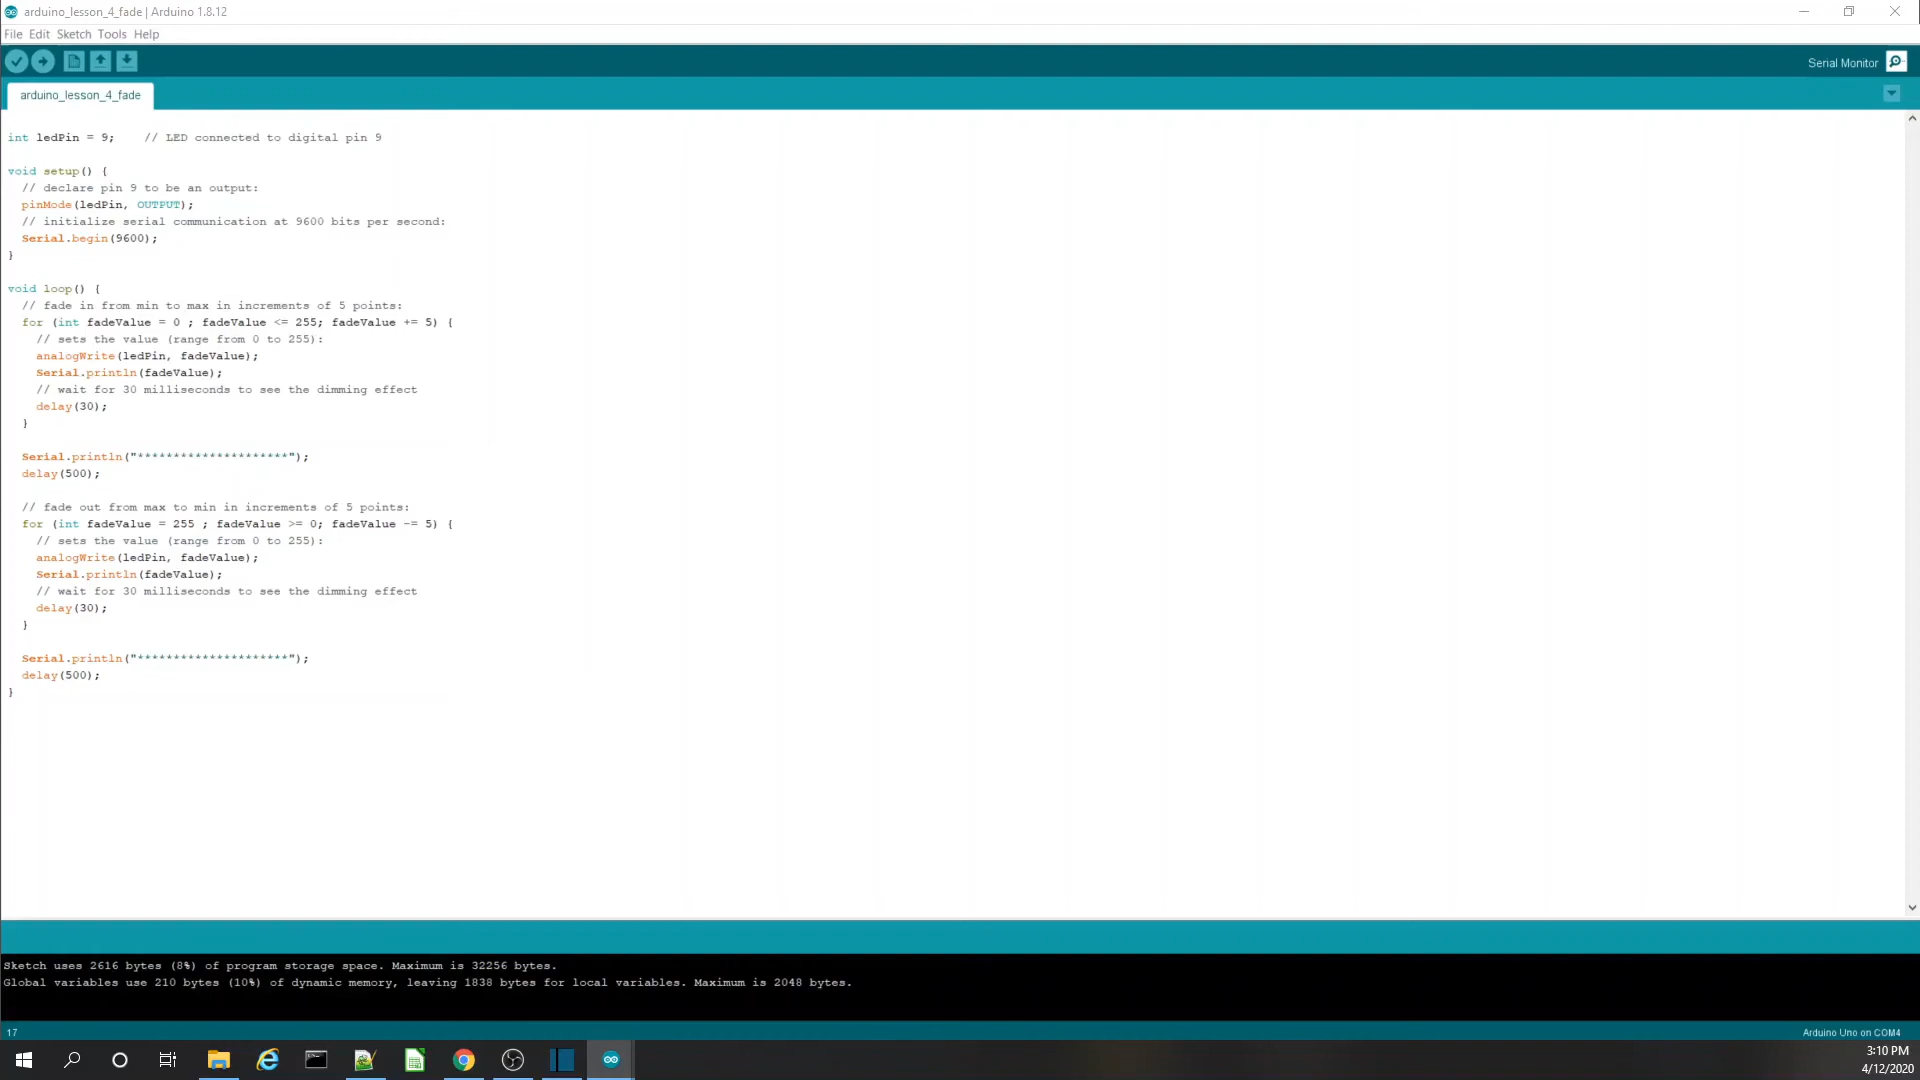 arduino_lesson_4_fade | Arduino 1.8.12
File Edit Sketch Tools Help
Serial Monitor
arduino_lesson_4_fade
int ledPin = 9;    // LED connected to digital pin 9
void setup() {
  // declare pin 9 to be an output:
  pinMode(ledPin, OUTPUT);
  // initialize serial communication at 9600 bits per second:
  Serial.begin(9600);
}
void loop() {
  // fade in from min to max in increments of 5 points:
  for (int fadeValue = 0 ; fadeValue <= 255; fadeValue += 5) {
    // sets the value (range from 0 to 255):
    analogWrite(ledPin, fadeValue);
    Serial.println(fadeValue);
    // wait for 30 milliseconds to see the dimming effect
    delay(30);
  }
  Serial.println("*********************");
  delay(500);
  // fade out from max to min in increments of 5 points:
  for (int fadeValue = 255 ; fadeValue >= 0; fadeValue -= 5) {
    // sets the value (range from 0 to 255):
    analogWrite(ledPin, fadeValue);
    Serial.println(fadeValue);
    // wait for 30 milliseconds to see the dimming effect
    delay(30);
  }
  Serial.println("*********************");
  delay(500);
}
Sketch uses 2616 bytes (8%) of program storage space. Maximum is 32256 bytes.
Global variables use 210 bytes (10%) of dynamic memory, leaving 1838 bytes for local variables. Maximum is 2048 bytes.
17
Arduino Uno on COM4
3:10 PM
4/12/2020